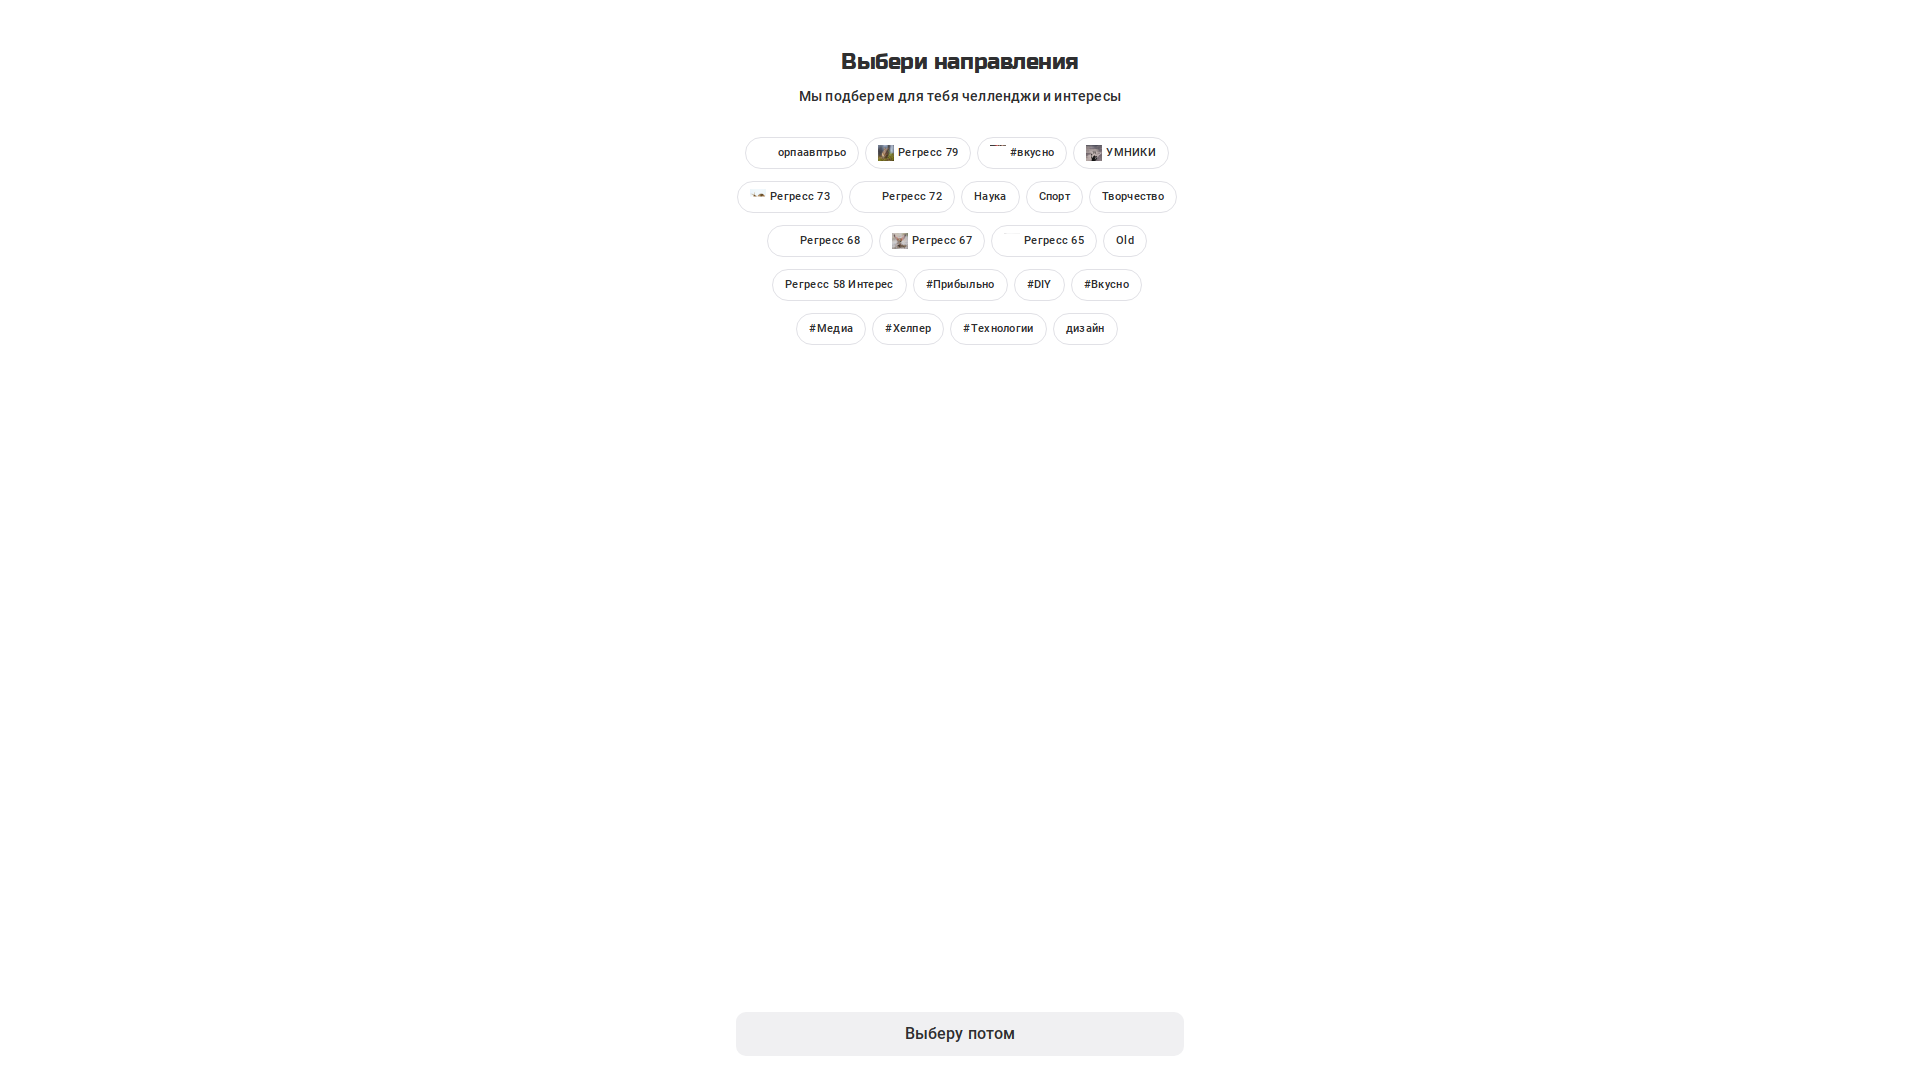 Выбери направления
Мы подберем для тебя челленджи и интересы
орпаавптрьо Регресс 79 #вкусно УМНИКИ
Регресс 73 Регресс 72 Наука Спорт Творчество
Регресс 68 Регресс 67 Регресс 65 Old
Регресс 58 Интерес #Прибыльно #DIY #Вкусно
#Медиа #Хелпер #Технологии дизайн
Выберу потом